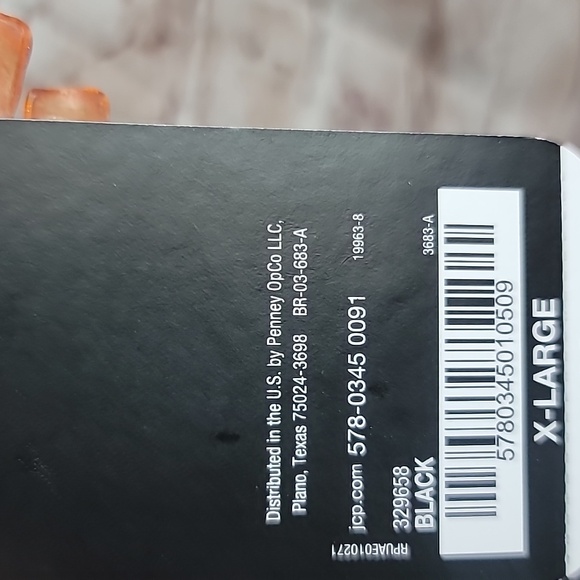 Distributed in the U.S. by Penney OpCo LLC,
Plano, Texas 75024-3698 BR-03-683-A
jcp.com 578-0345 0091 19963-8
329658
BLACK 3683-A
RPUAE010271
5780345010509
X-LARGE